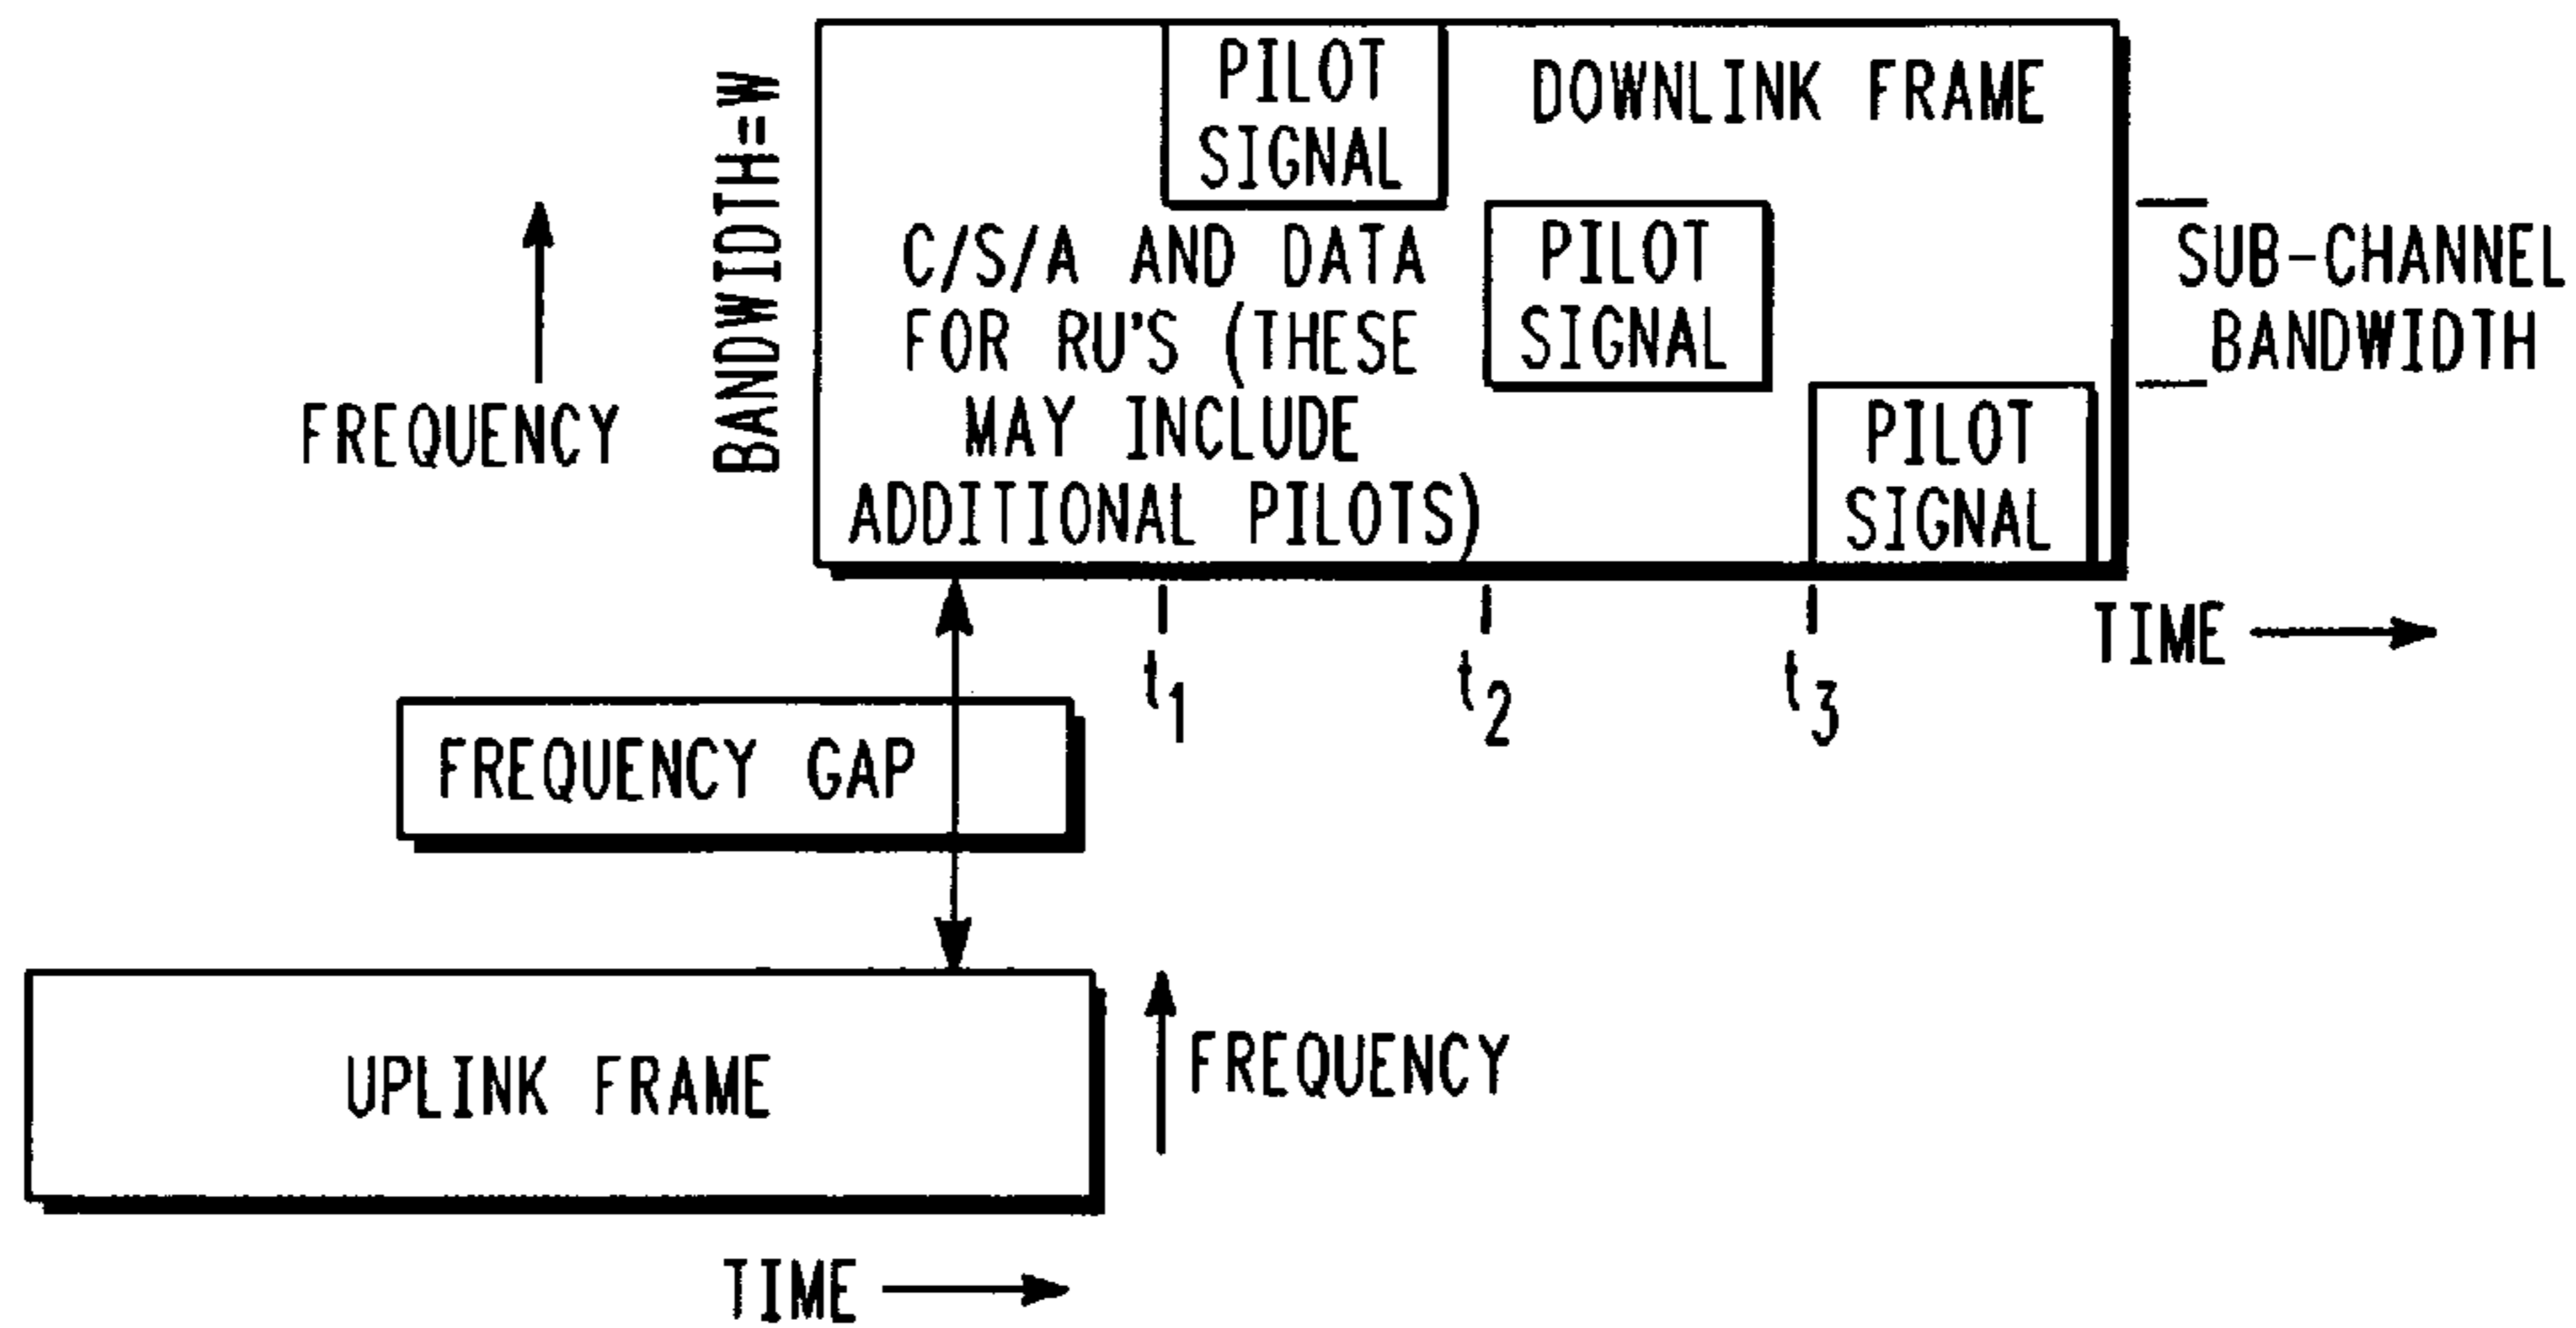 BANDWIDTH=W
PILOT
SIGNAL
DOWNLINK FRAME
C/S/A AND DATA
FOR RU'S (THESE
MAY INCLUDE
ADDITIONAL PILOTS)
PILOT
SIGNAL
PILOT
SIGNAL
SUB-CHANNEL
BANDWIDTH
FREQUENCY
t1
t2
t3
TIME
FREQUENCY GAP
UPLINK FRAME
FREQUENCY
TIME